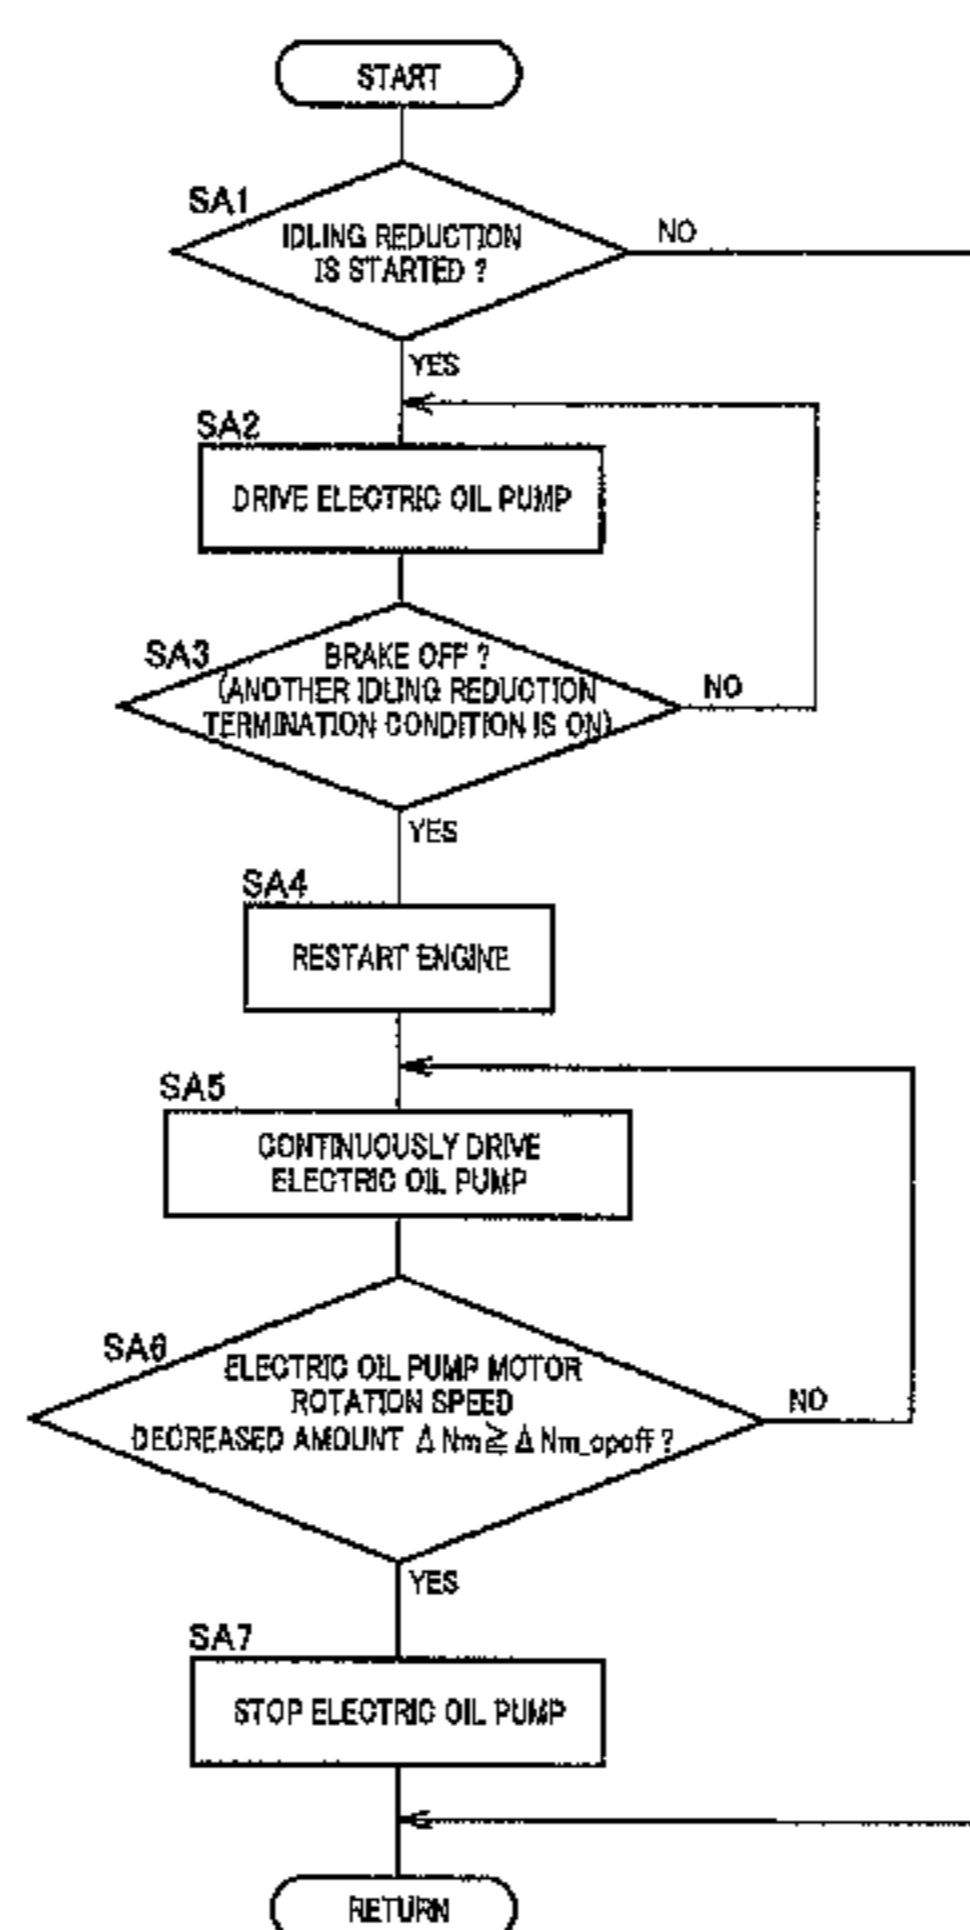 START
SA1
IDLING REDUCTION
IS STARTED ?
NO
YES
SA2
DRIVE ELECTRIC OIL PUMP
SA3
BRAKE OFF ?
(ANOTHER IDLING REDUCTION
TERMINATION CONDITION IS ON)
NO
YES
SA4
RESTART ENGINE
SA5
CONTINUOUSLY DRIVE
ELECTRIC OIL PUMP
SA6
ELECTRIC OIL PUMP MOTOR
ROTATION SPEED
DECREASED AMOUNT Δ Nm≧Δ Nm_opoff ?
NO
YES
SA7
STOP ELECTRIC OIL PUMP
RETURN